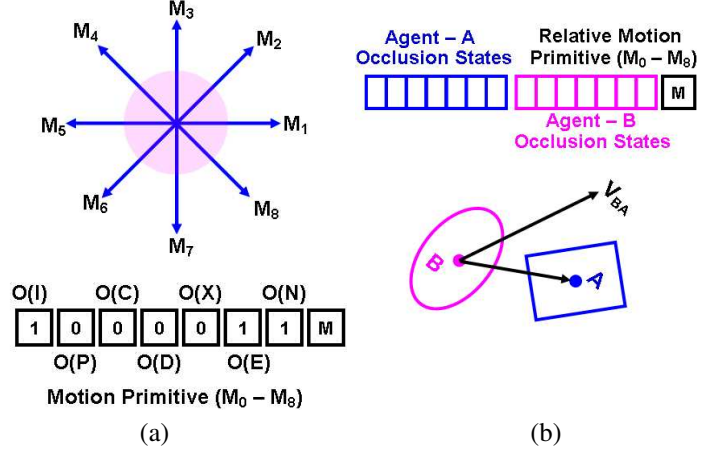 M3
M4
M2
M5
M1
M6
M8
M7
O(I) O(C) O(X) O(N)
1 0 0 0 0 1 1 M
O(P) O(D) O(E)
Motion Primitive (M0 – M8)
(a)
Agent – A
Occlusion States
Relative Motion
Primitive (M0 – M8)
M
Agent – B
Occlusion States
VBA
B
A
(b)